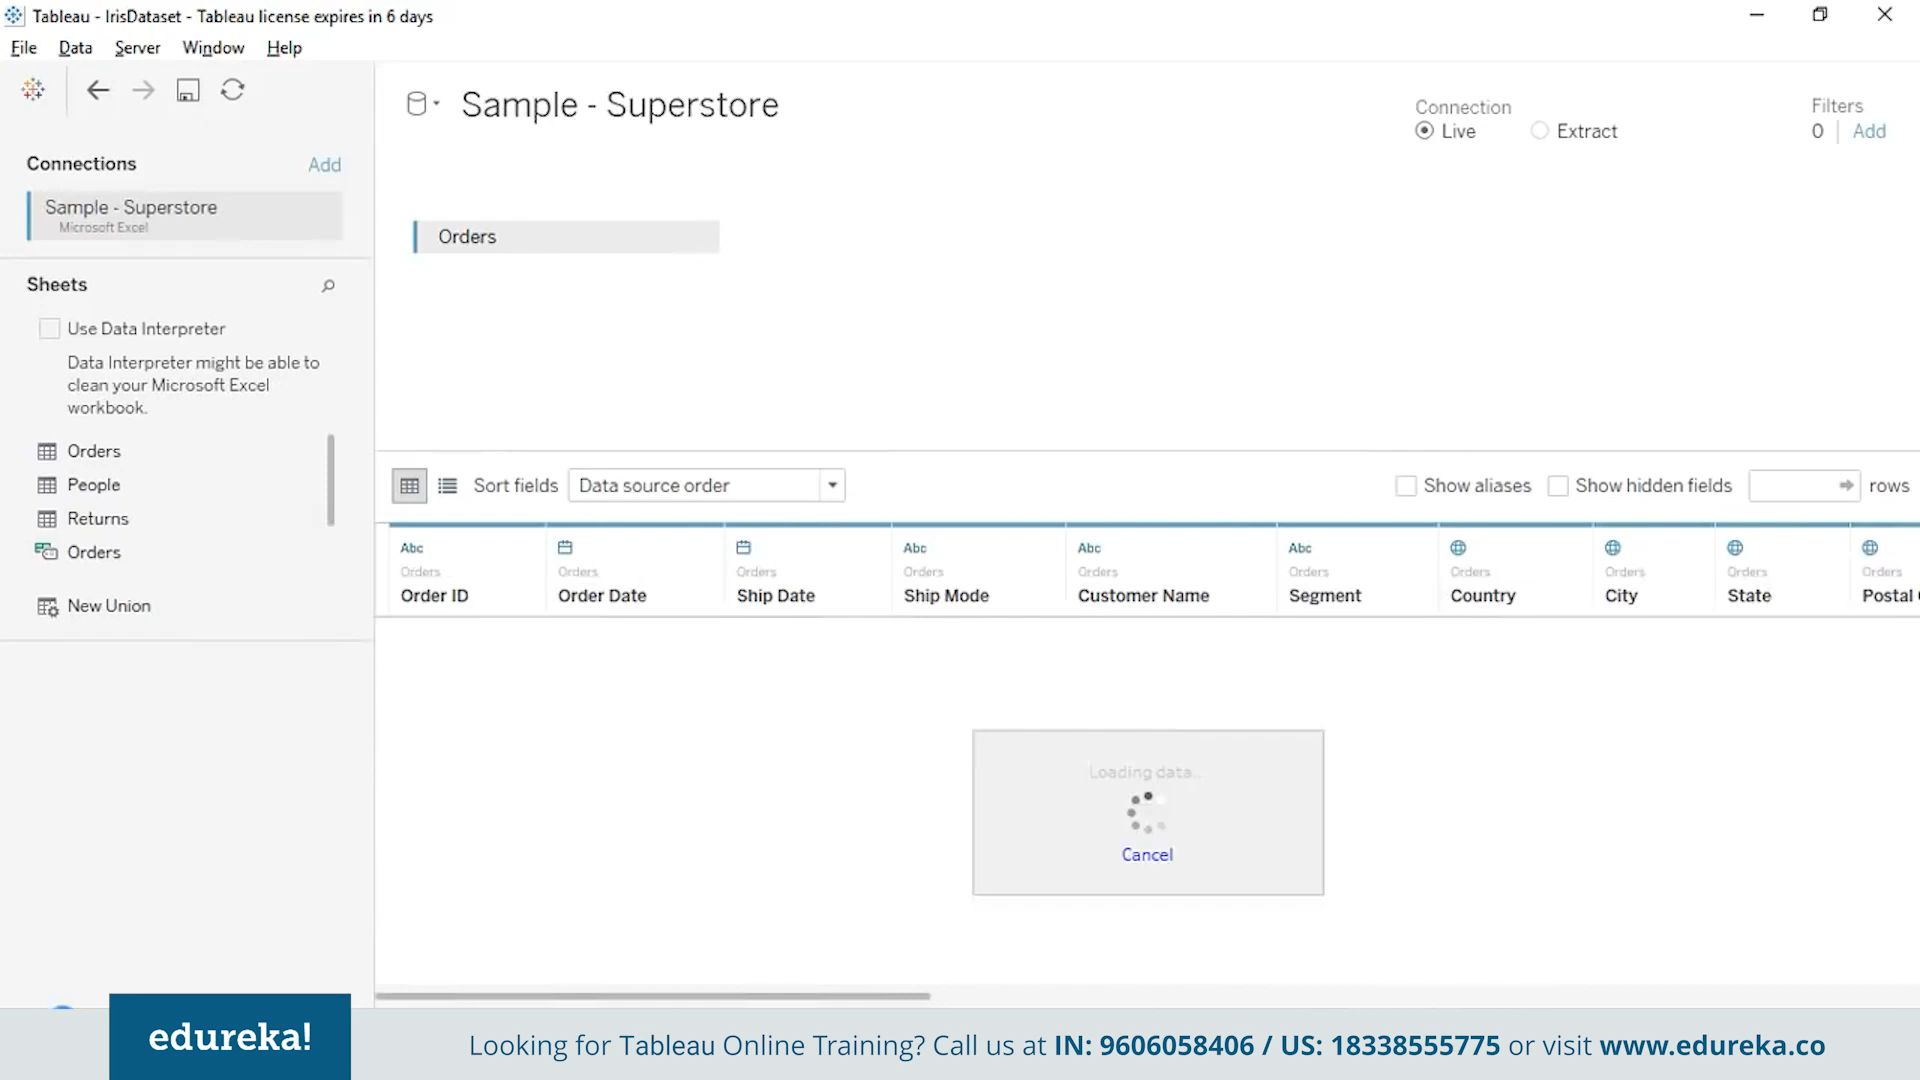 Tableau - IrisDataset - Tableau license expires in 6 days
File Data Server Window Help
Connections Add
Sample - Superstore
Microsoft Excel
Sheets
Use Data Interpreter
Data Interpreter might be able to
clean your Microsoft Excel
workbook.
Orders
People
Returns
Orders
New Union
Sample - Superstore
Connection
Live Extract
Filters
0 Add
Orders
Sort fields Data source order Show aliases Show hidden fields rows
Abc Abc Abc Abc
Orders Orders Orders Orders Orders Orders Orders Orders Orders Orders
Order ID Order Date Ship Date Ship Mode Customer Name Segment Country City State Postal
Loading data...
Cancel
edureka!
Looking for Tableau Online Training? Call us at IN: 9606058406 / US: 18338555775 or visit www.edureka.co